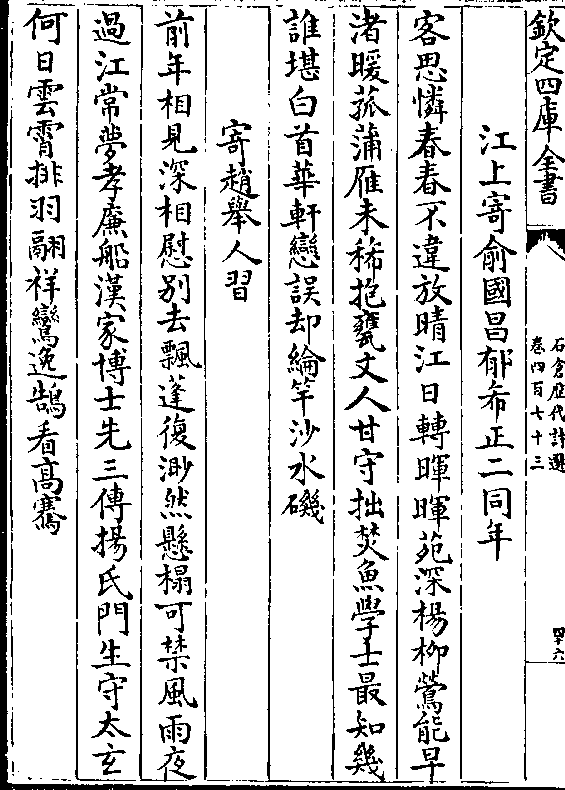 欽定四庫全書
石倉歷代詩選
卷四百七十三
四十六
江上寄俞國昌郁希正二同年
客思憐春春不違放晴江日轉暉暉苑深楊柳鶯能早
渚暖菰蒲雁未稀抱甕丈人甘守拙焚魚學士最知幾
誰堪白首華軒戀誤却綸竿沙水磯
寄趙舉人習
前年相見深相慰别去飄蓬復渺然懸榻可禁風雨夜
過江常夢孝廉船漢家博士先三傳揚氏門生守太玄
何日雲霄排羽翮祥鸞逸鵠看高騫